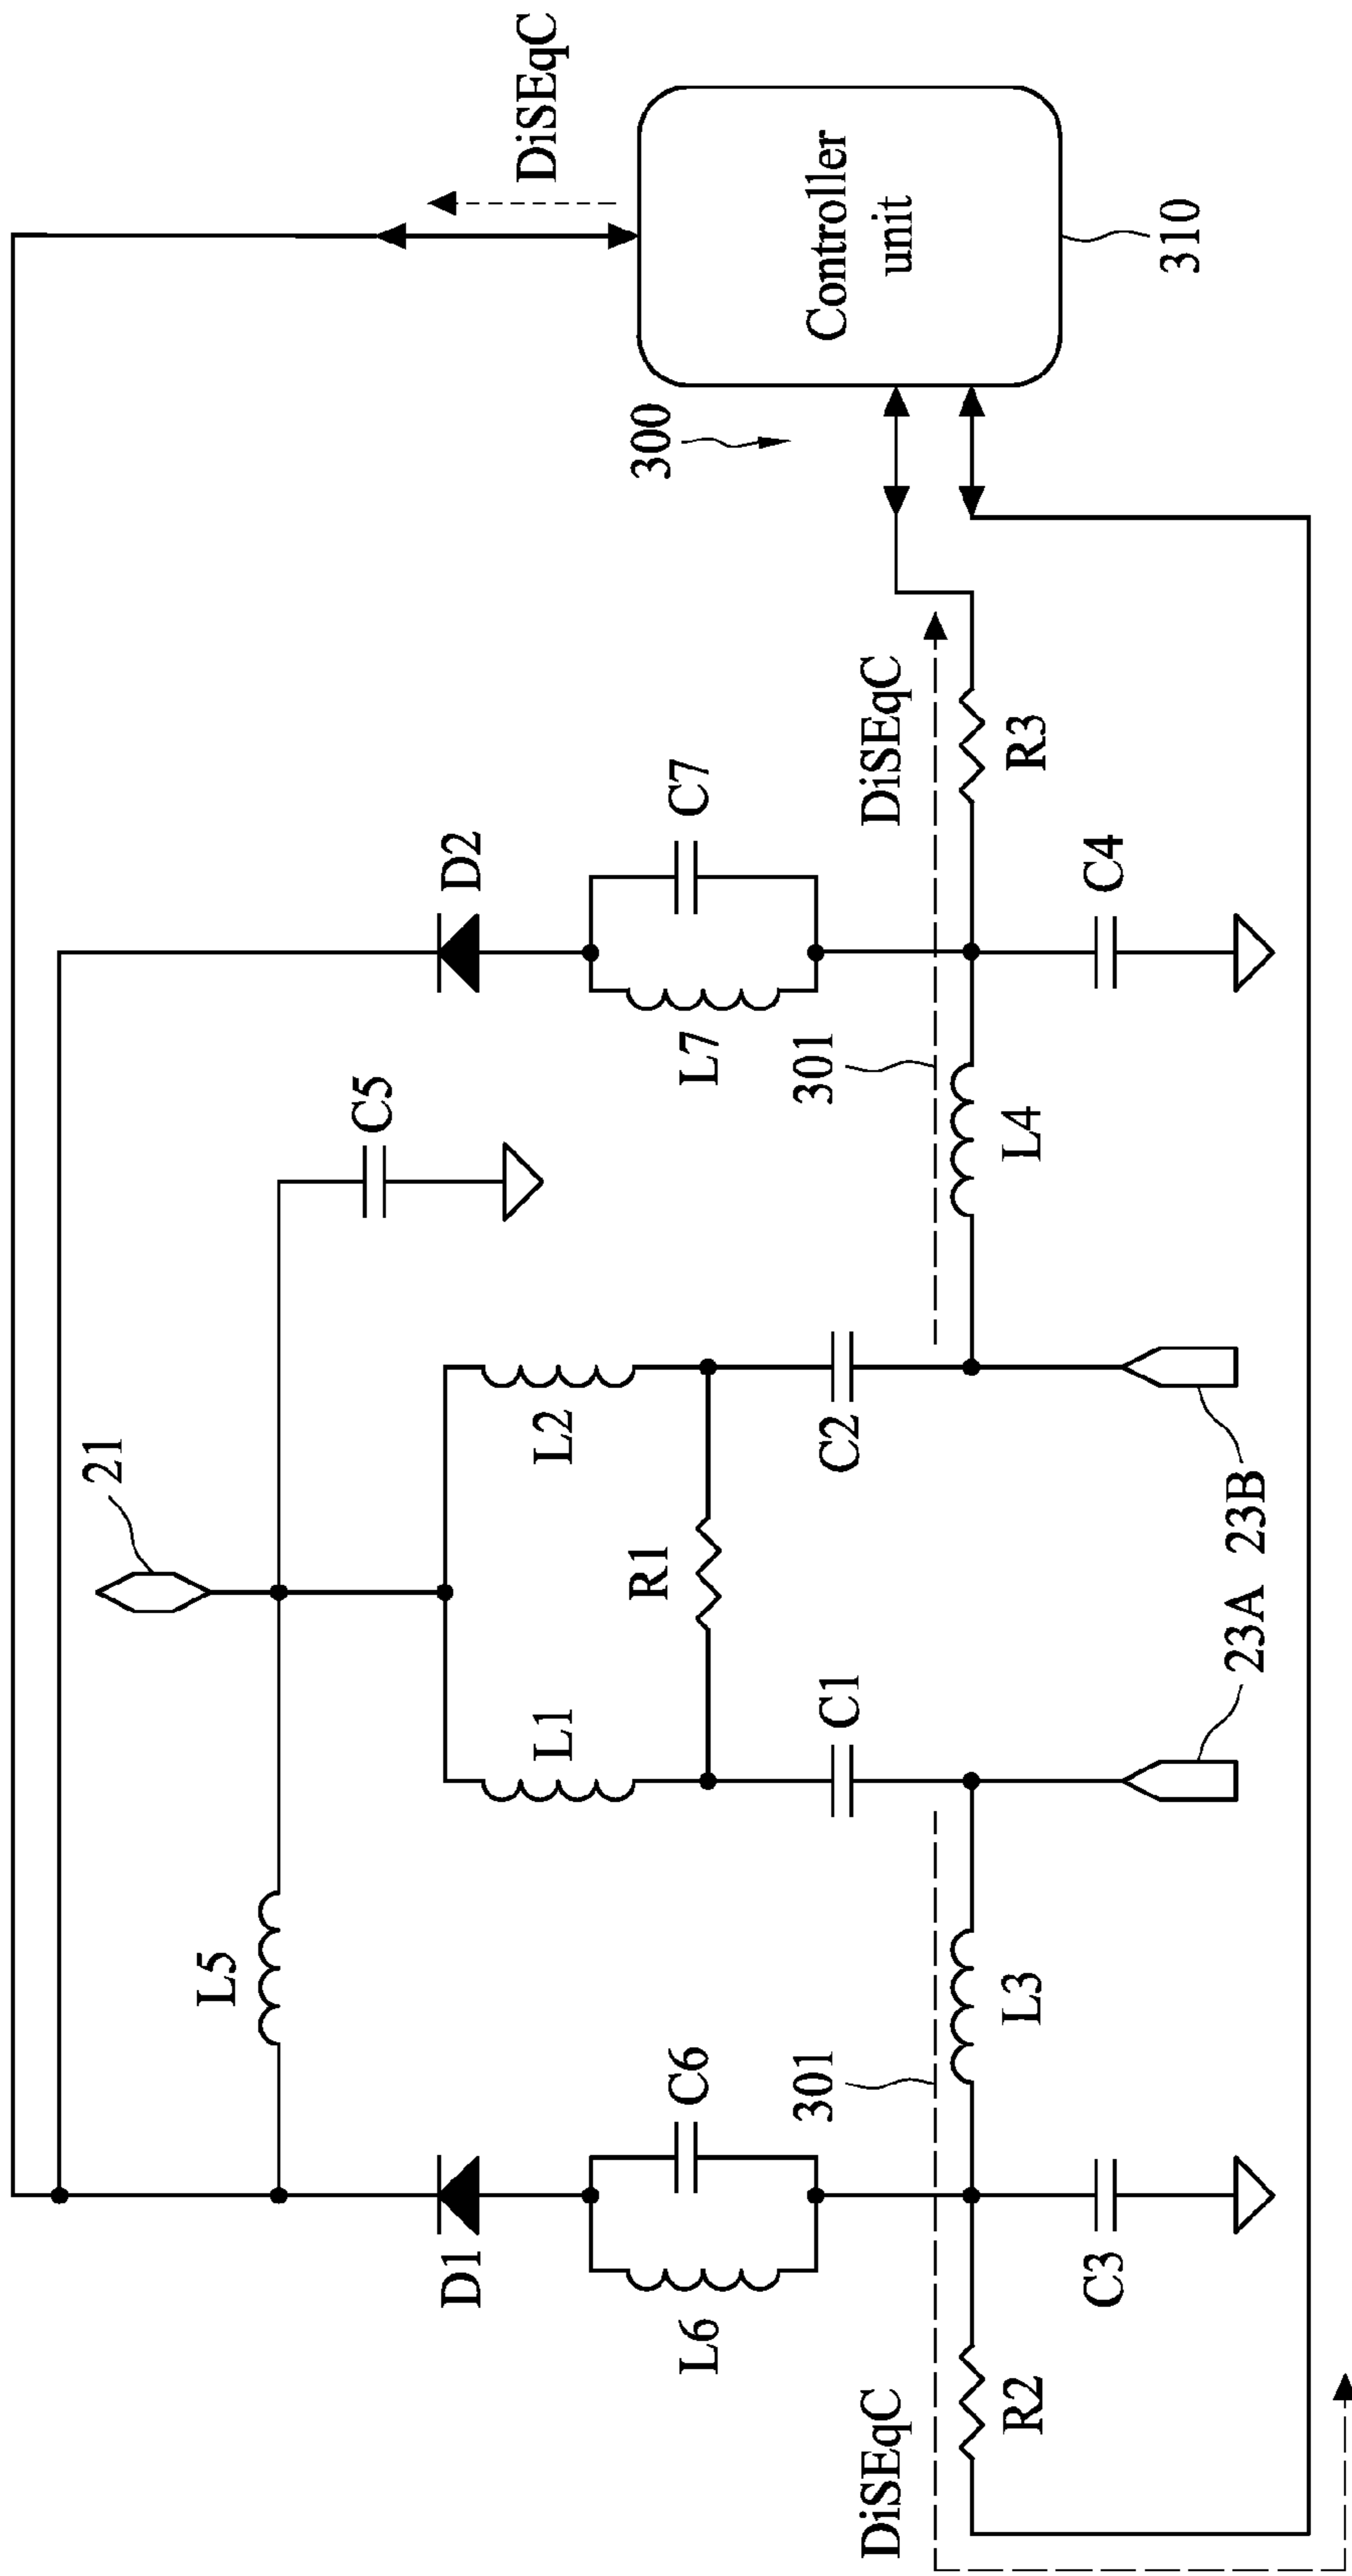 DiSEqC
Controller
unit
310
300
21
L5
C5
D1
D2
L6
C6
L7
C7
L1
L2
R1
C1
C2
301
301
DiSEqC
DiSEqC
R2
L3
L4
R3
C3
C4
23A
23B